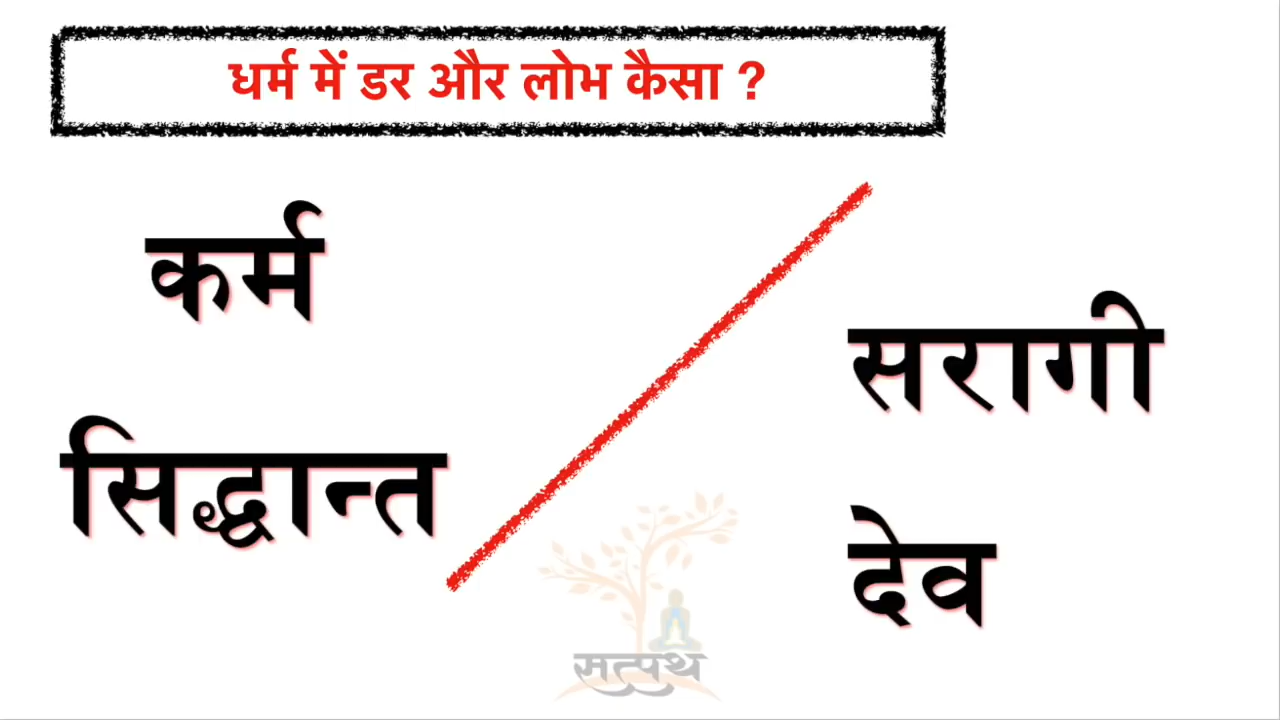 धर्म में डर और लोभ कैसा ?
कर्म
सिद्धान्त
सरागी
देव
सत्पथ